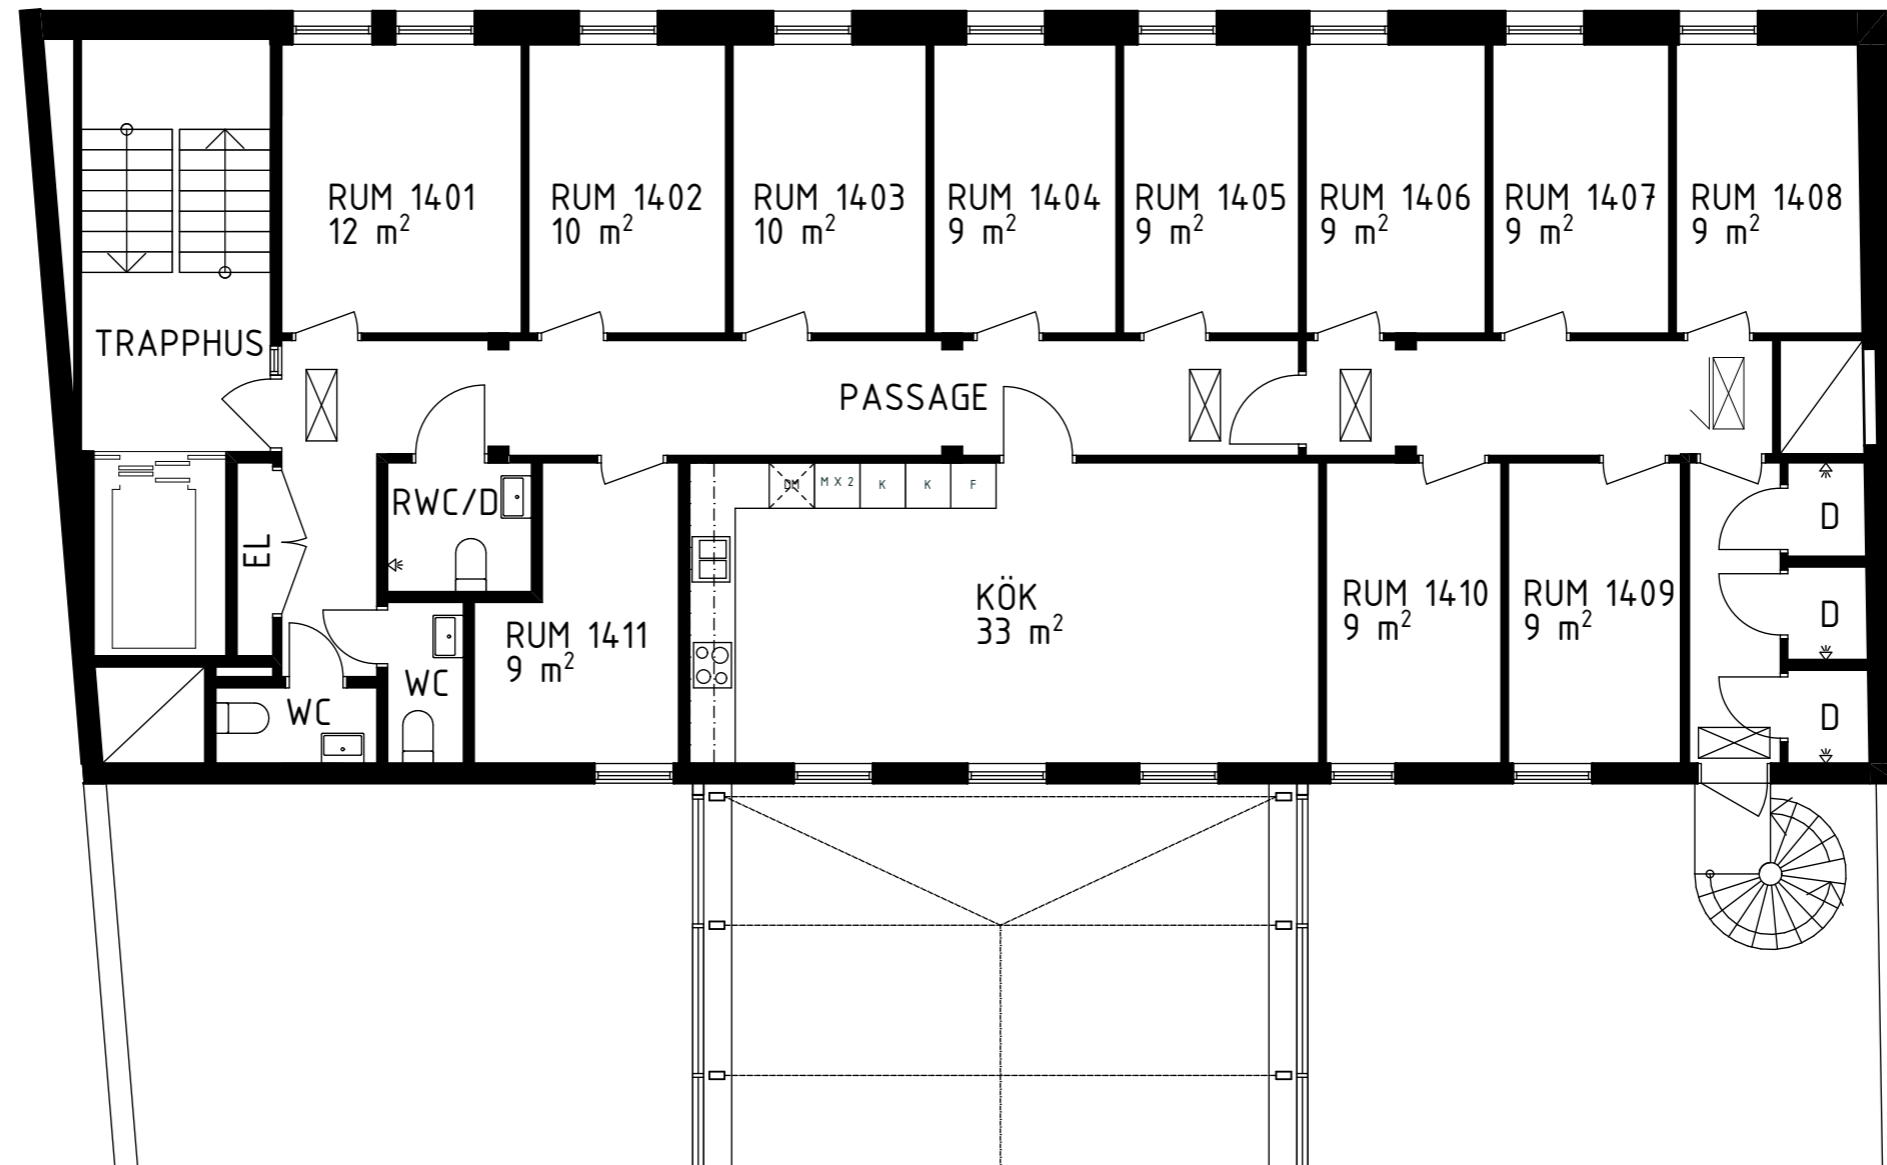 RUM 1401
12 m²
RUM 1402
10 m²
RUM 1403
10 m²
RUM 1404
9 m²
RUM 1405
9 m²
RUM 1406
9 m²
RUM 1407
9 m²
RUM 1408
9 m²
TRAPPHUS
PASSAGE
EL
RWC/D
DM
M X 2
K
K
F
D
KÖK
33 m²
RUM 1410
9 m²
RUM 1409
9 m²
D
RUM 1411
9 m²
WC
WC
D